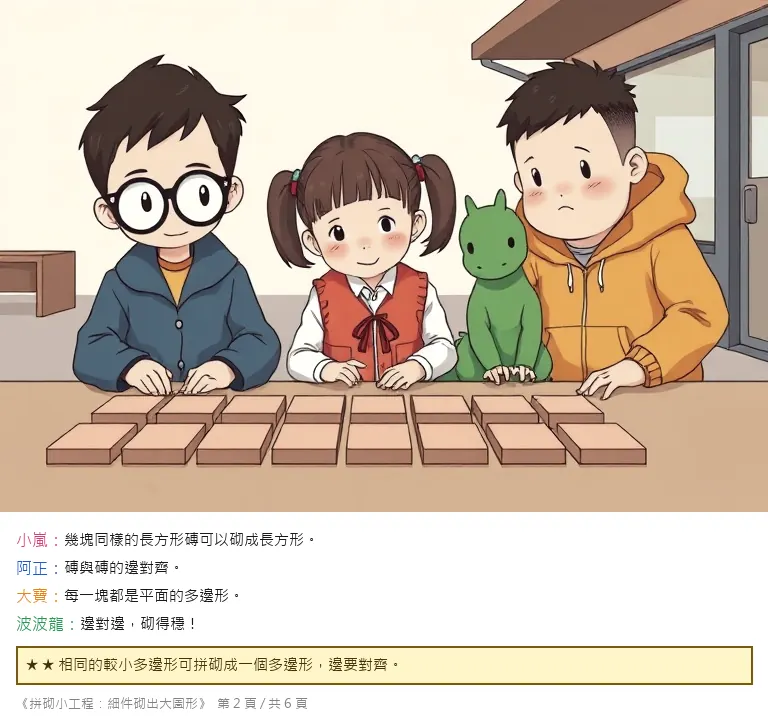 小嵐：幾塊同樣的長方形磚可以砌成長方形。
阿正：磚與磚的邊對齊。
大寶：每一塊都是平面的多邊形。
波波龍：邊對邊，砌得穩！
★★相同的較小多邊形可拼砌成一個多邊形，邊要對齊。
《拼砌小工程：細件砌出大圖形》 第 2 頁 / 共 6 頁